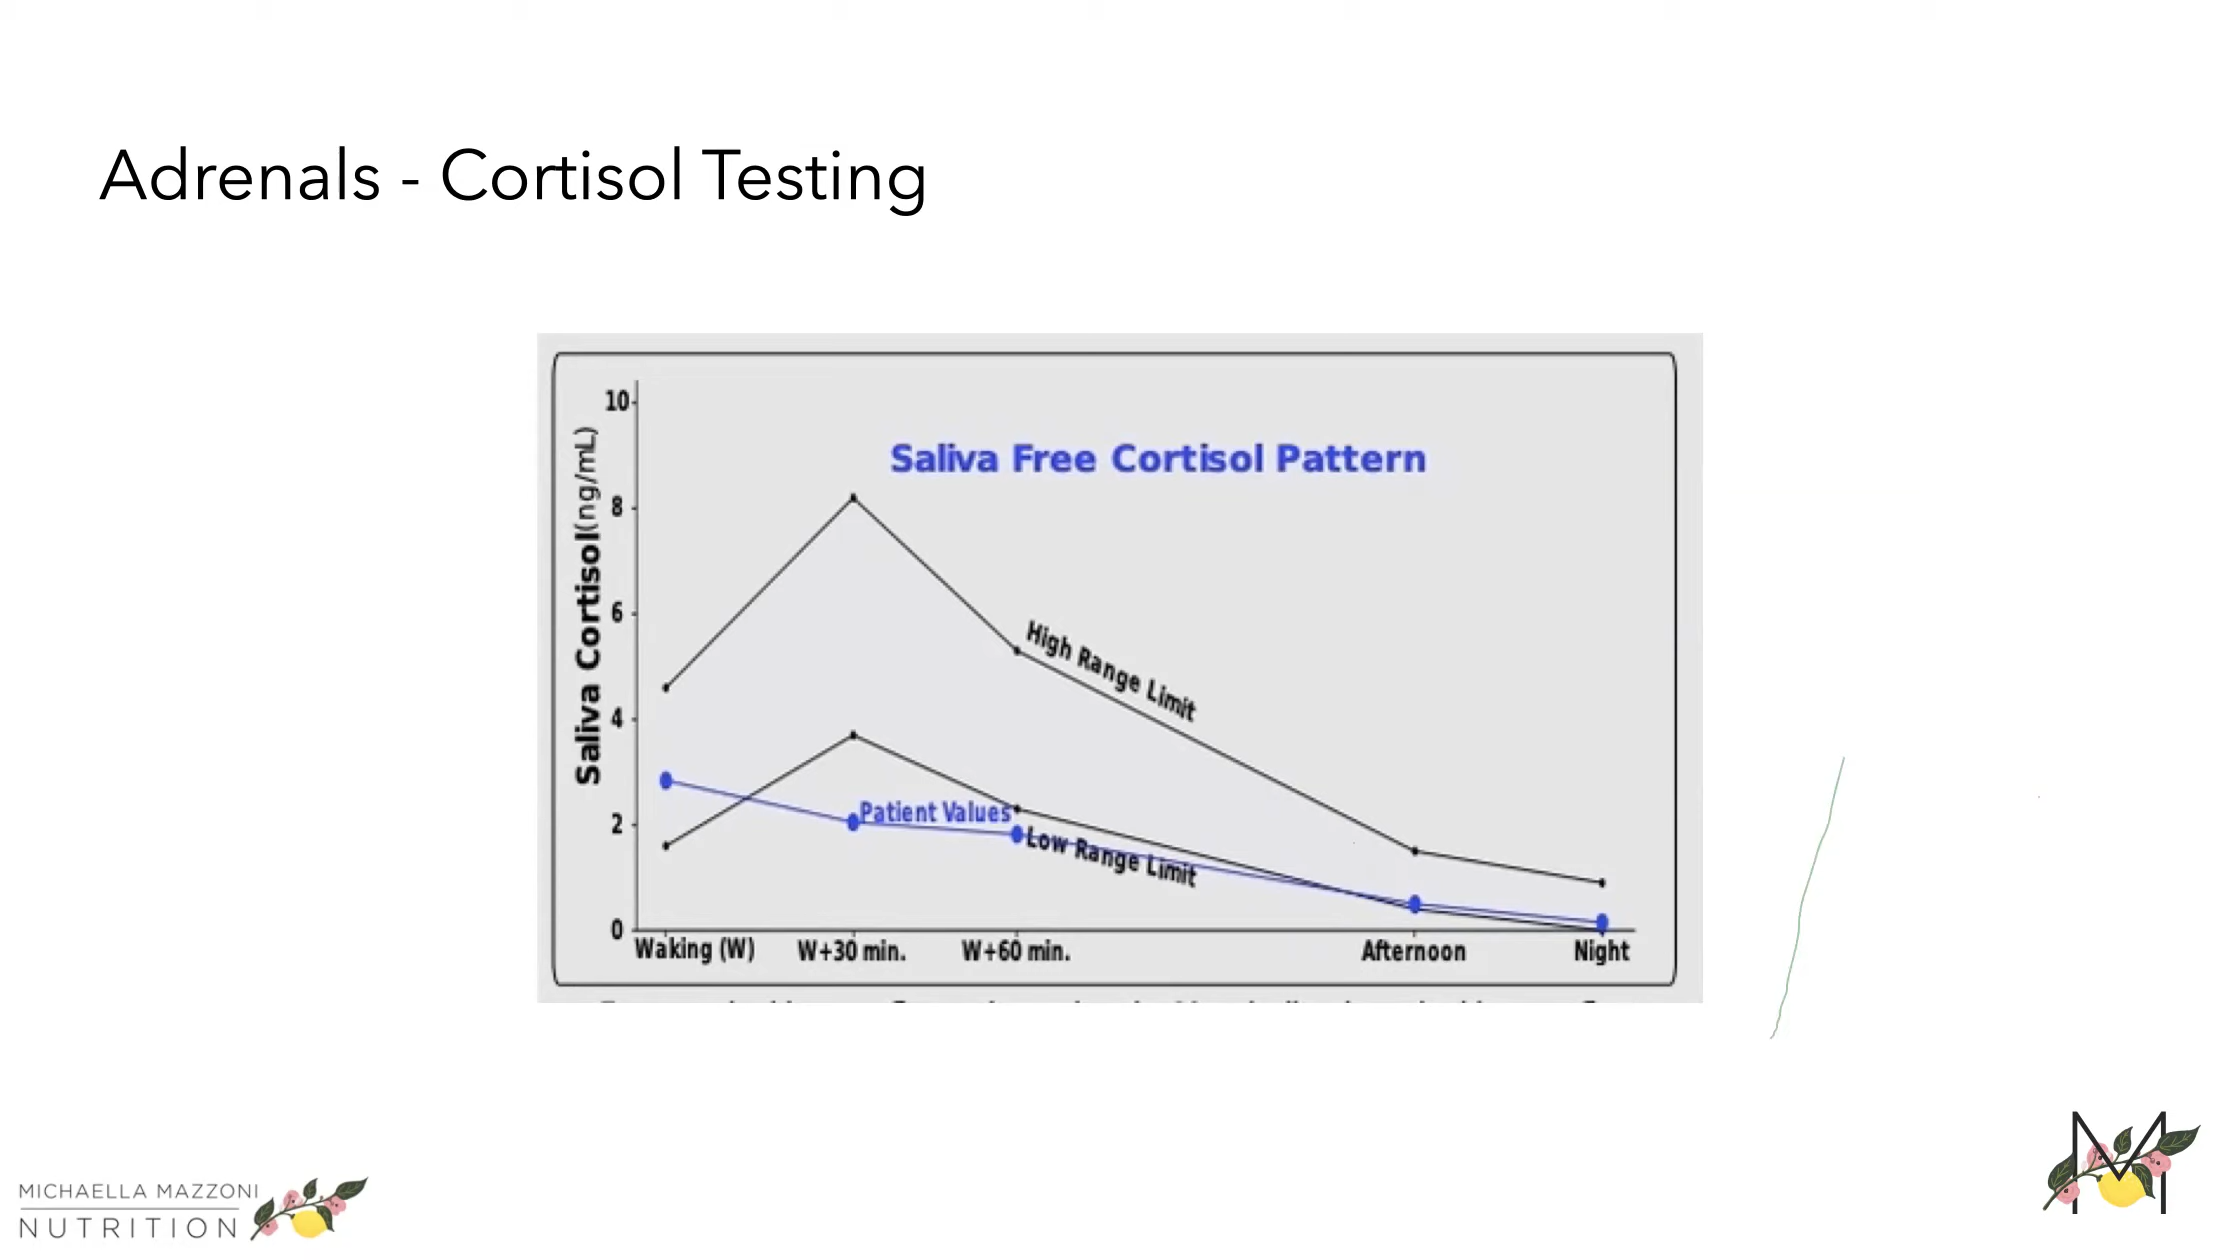 Adrenals - Cortisol Testing
Saliva Free Cortisol Pattern
Saliva Cortisol(ng/mL)
10
8
6
4
2
0
High Range Limit
Patient Values
Low Range Limit
Waking (W) W+30 min. W+60 min. Afternoon Night
MICHAELLA MAZZONI
NUTRITION
M